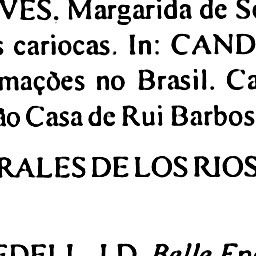 VES. Margarida de So
s cariocas. In: CAND
mações no Brasil. Ca
ão Casa de Rui Barbos
RALES DE LOS RIOS
EDELL, J.D. Belle Ep